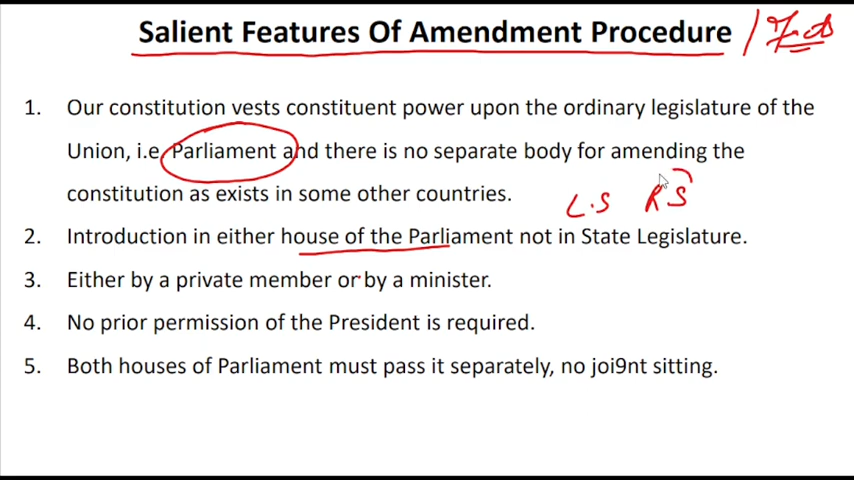 Salient Features Of Amendment Procedure
1. Our constitution vests constituent power upon the ordinary legislature of the
Union, i.e Parliament and there is no separate body for amending the
constitution as exists in some other countries.
L.S RS
2. Introduction in either house of the Parliament not in State Legislature.
3. Either by a private member or by a minister.
4. No prior permission of the President is required.
5. Both houses of Parliament must pass it separately, no joi9nt sitting.